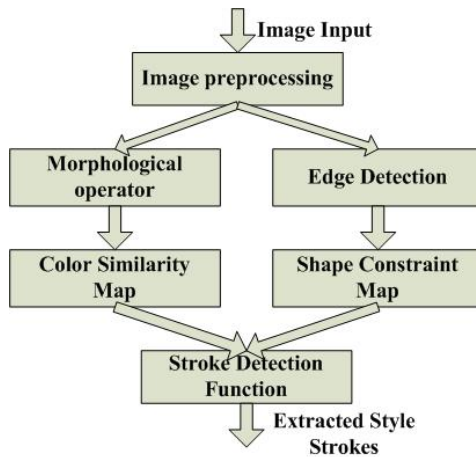 Image Input
Image preprocessing
Morphological
operator
Edge Detection
Color Similarity
Map
Shape Constraint
Map
Stroke Detection
Function
Extracted Style
Strokes